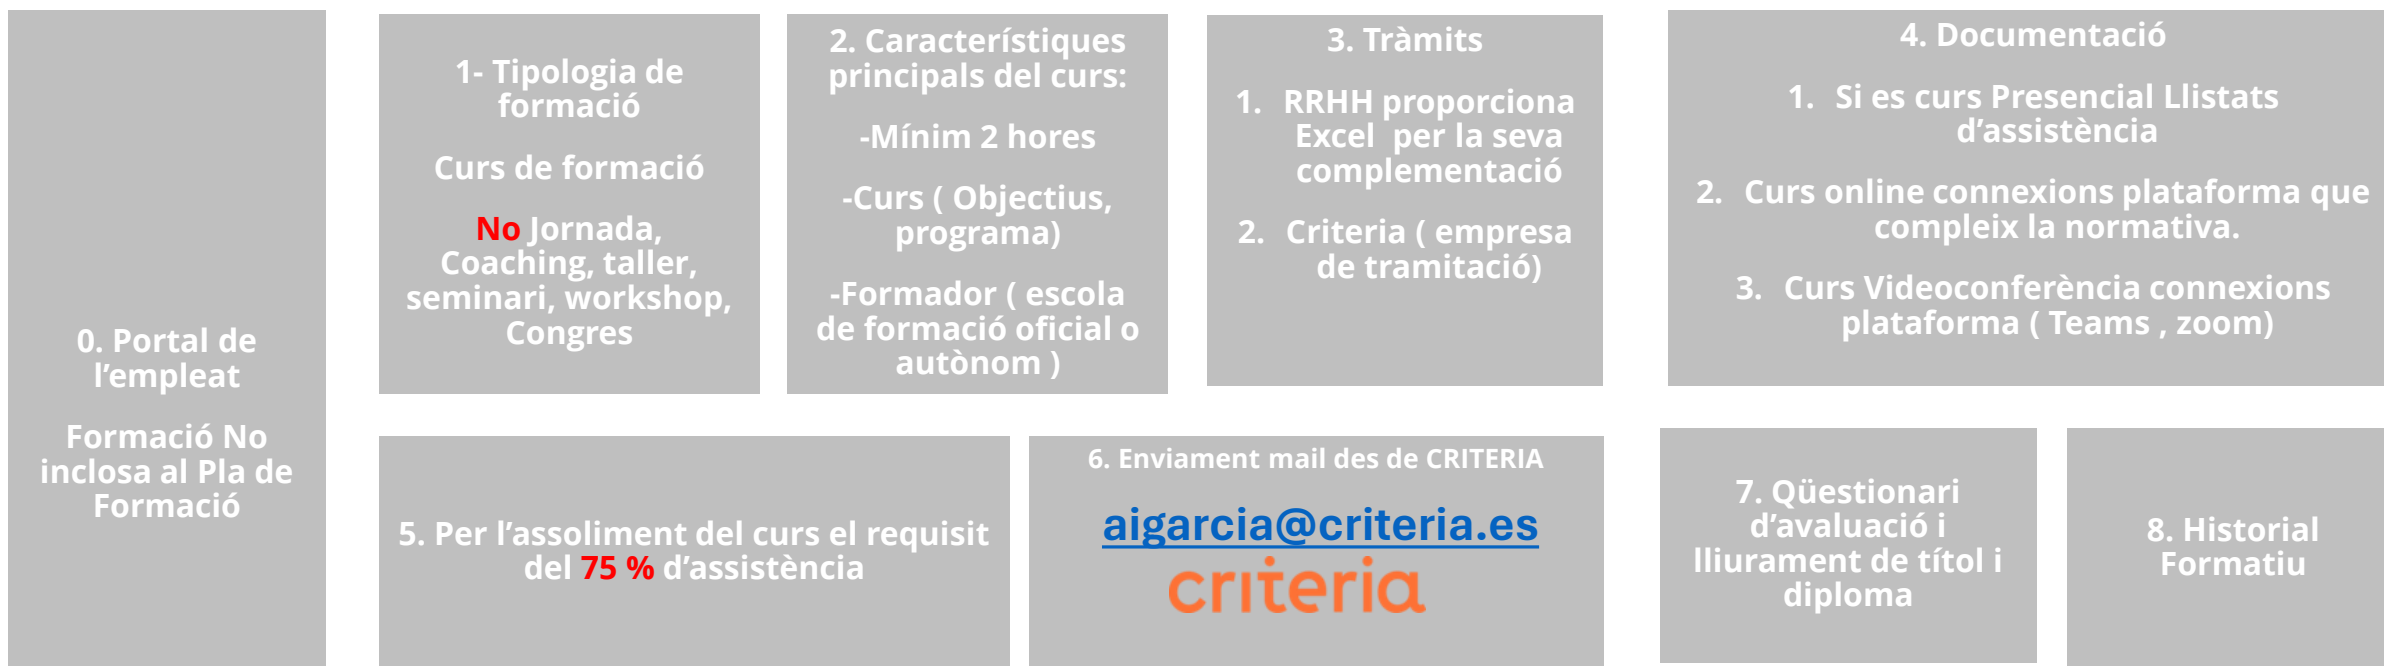 0. Portal de
l’empleat
Formació No
inclosa al Pla de
Formació
1- Tipologia de
formació
Curs de formació
No Jornada,
Coaching, taller,
seminari, workshop,
Congres
2. Característiques
principals del curs:
-Mínim 2 hores
-Curs ( Objectius,
programa)
-Formador ( escola
de formació oficial o
autònom )
3. Tràmits
1. RRHH proporciona
Excel  per la seva
complementació
2. Criteria ( empresa
de tramitació)
4. Documentació
1. Si es curs Presencial Llistats
d’assistència
2. Curs online connexions plataforma que
compleix la normativa.
3. Curs Videoconferència connexions
plataforma ( Teams , zoom)
5. Per l’assoliment del curs el requisit
del 75 % d’assistència
6. Enviament mail des de CRITERIA
aigarcia@criteria.es
criteria
7. Qüestionari
d’avaluació i
lliurament de títol i
diploma
8. Historial
Formatiu